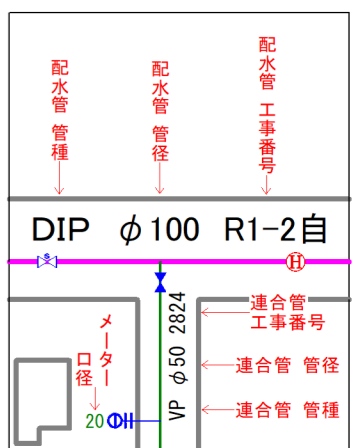 配水管 管種
配水管 管径
配水管 工事番号
DIP φ100 R1-2自
S
H
VP φ50 2824
連合管
工事番号
連合管 管径
連合管 管種
メーター
口径
20